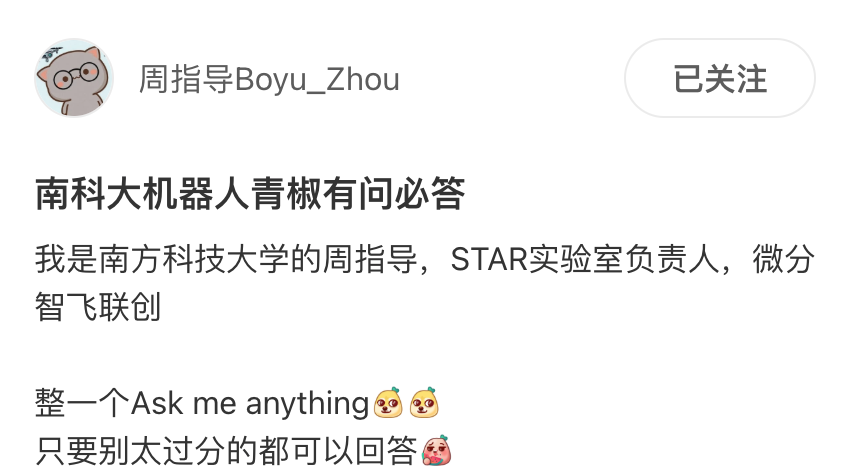 周指导Boyu_Zhou
已关注
南科大机器人青椒有问必答
我是南方科技大学的周指导，STAR实验室负责人，微分
智飞联创
整一个Ask me anything
只要别太过分的都可以回答